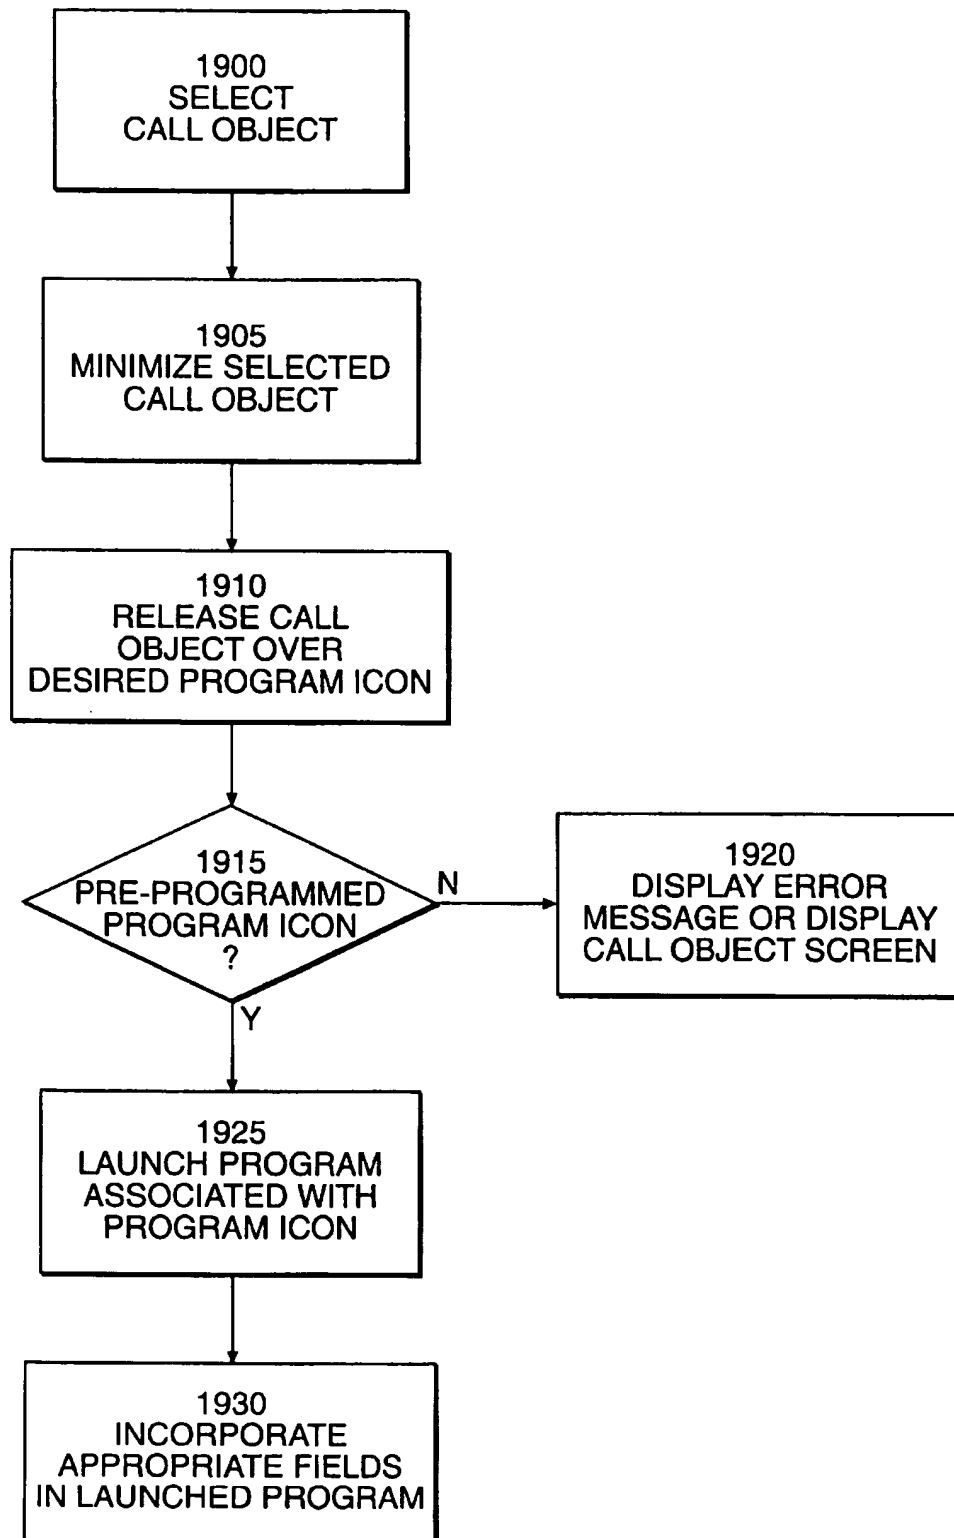 1900
SELECT
CALL OBJECT
1905
MINIMIZE SELECTED
CALL OBJECT
1910
RELEASE CALL
OBJECT OVER
DESIRED PROGRAM ICON
1915
PRE-PROGRAMMED
PROGRAM ICON
?
N
1920
DISPLAY ERROR
MESSAGE OR DISPLAY
CALL OBJECT SCREEN
Y
1925
LAUNCH PROGRAM
ASSOCIATED WITH
PROGRAM ICON
1930
INCORPORATE
APPROPRIATE FIELDS
IN LAUNCHED PROGRAM